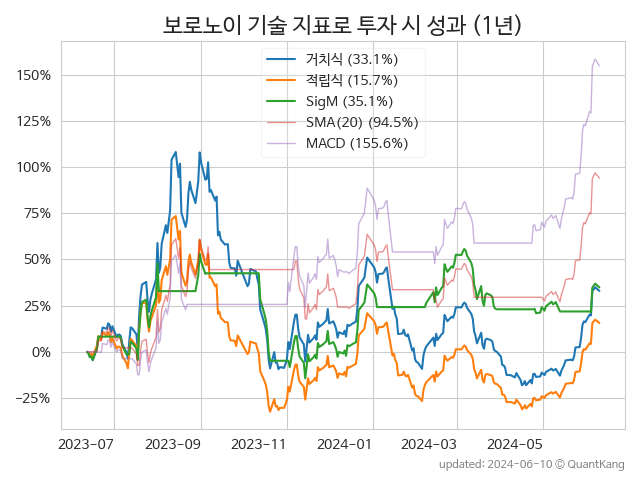 보로노이 기술 지표로 투자 시 성과 (1년)
거치식 (33.1%)
적립식 (15.7%)
SigM (35.1%)
SMA(20) (94.5%)
MACD (155.6%)
150%
125%
100%
75%
50%
25%
0%
−25%
2023-07 2023-09 2023-11 2024-01 2024-03 2024-05
updated: 2024-06-10 © QuantKang